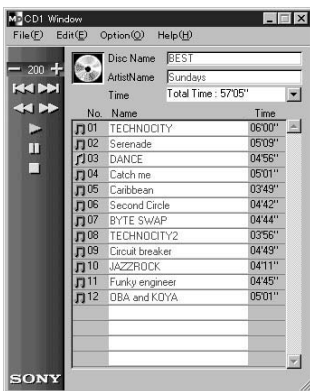 MD CD1 Window
File(F) Edit(E) Option(O) Help(H)
Disc Name BEST
ArtistName Sundays
Time Total Time : 57'05"
200
No. Name Time
01 TECHNOCITY 06'00"
02 Serenade 05'09"
03 DANCE 04'56"
04 Catch me 05'01"
05 Caribbean 03'49"
06 Second Circle 04'42"
07 BYTE SWAP 04'44"
08 TECHNOCITY2 03'56"
09 Circuit breaker 04'49"
10 JAZZROCK 04'11"
11 Funky engineer 04'45"
12 OBA and KOYA 05'01"
SONY